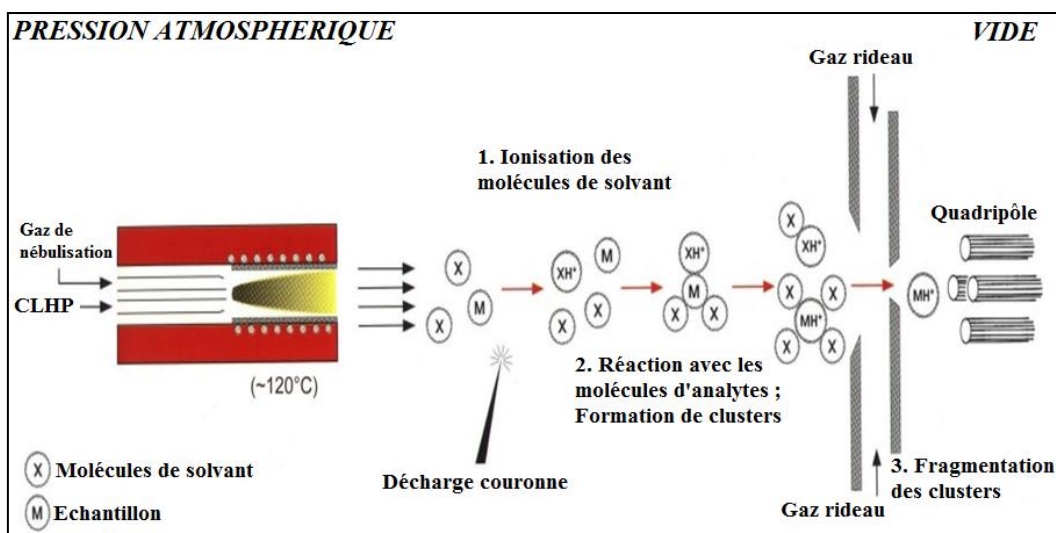 PRESSION ATMOSPHERIQUE
VIDE
Gaz rideau
1. Ionisation des
molécules de solvant
Gaz de
nébulisation
CLHP
Quadripôle
X
M
X
X
XH⁺
M
X
X
XH⁺
M
X
X
X
XH⁺
X
X
MH⁺
X
X
MH⁺
(~120°C)
2. Réaction avec les
molécules d'analytes ;
Formation de clusters
Décharge couronne
3. Fragmentation
des clusters
Gaz rideau
X Molécules de solvant
M Echantillon